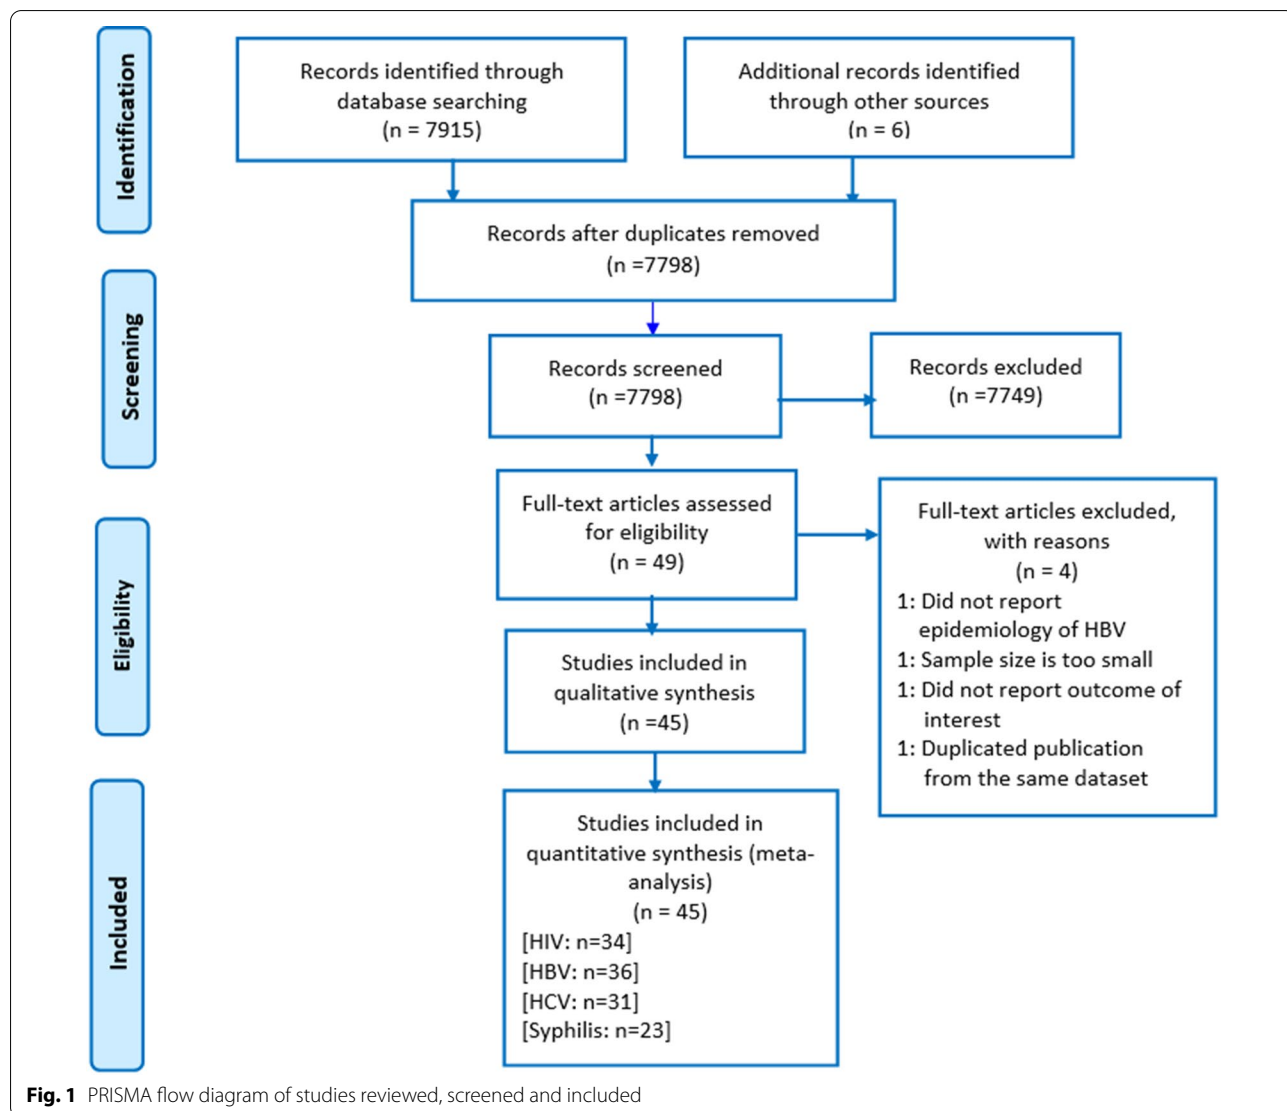 Identification
Records identified through
database searching
(n = 7915)
Additional records identified
through other sources
(n = 6)
Records after duplicates removed
(n =7798)
Screening
Records screened
(n =7798)
Records excluded
(n =7749)
Eligibility
Full-text articles assessed
for eligibility
(n = 49)
Full-text articles excluded,
with reasons
(n = 4)
1: Did not report
epidemiology of HBV
1: Sample size is too small
1: Did not report outcome of
interest
1: Duplicated publication
from the same dataset
Studies included in
qualitative synthesis
(n =45)
Included
Studies included in
quantitative synthesis (meta-
analysis)
(n = 45)
[HIV: n=34]
[HBV: n=36]
[HCV: n=31]
[Syphilis: n=23]
Fig. 1 PRISMA flow diagram of studies reviewed, screened and included